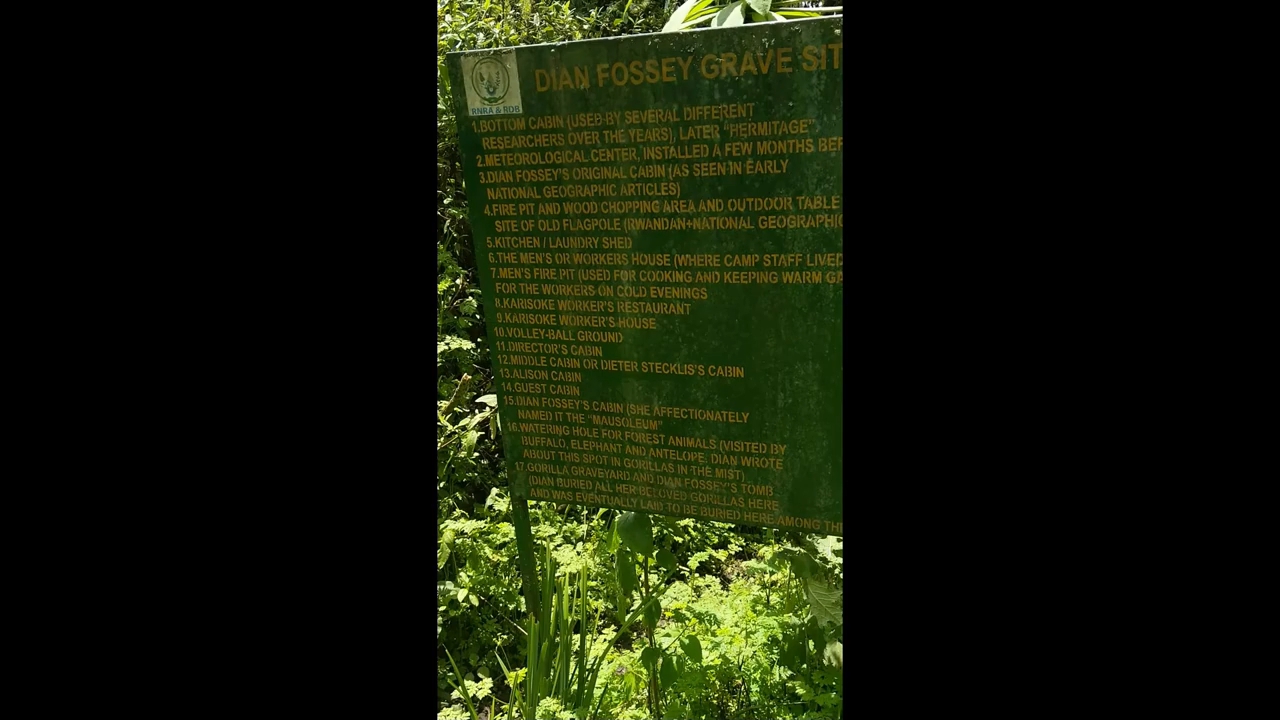 DIAN FOSSEY GRAVE SIT
RNRA & RDB
1.BOTTOM CABIN (USED BY SEVERAL DIFFERENT
RESEARCHERS OVER THE YEARS), LATER "HERMITAGE"
2.METEOROLOGICAL CENTER, INSTALLED A FEW MONTHS BEF
3.DIAN FOSSEY'S ORIGINAL CABIN (AS SEEN IN EARLY
NATIONAL GEOGRAPHIC ARTICLES)
4.FIRE PIT AND WOOD CHOPPING AREA AND OUTDOOR TABLE
SITE OF OLD FLAGPOLE (RWANDAN+NATIONAL GEOGRAPHIC
5.KITCHEN / LAUNDRY SHED
6.THE MEN'S OR WORKERS HOUSE (WHERE CAMP STAFF LIVED
7.MEN'S FIRE PIT (USED FOR COOKING AND KEEPING WARM GA
FOR THE WORKERS ON COLD EVENINGS
8.KARISOKE WORKER'S RESTAURANT
9.KARISOKE WORKER'S HOUSE
10.VOLLEY-BALL GROUND
11.DIRECTOR'S CABIN
12.MIDDLE CABIN OR DIETER STECKLIS'S CABIN
13.ALISON CABIN
14.GUEST CABIN
15.DIAN FOSSEY'S CABIN (SHE AFFECTIONATELY
NAMED IT THE "MAUSOLEUM"
16.WATERING HOLE FOR FOREST ANIMALS (VISITED BY
BUFFALO, ELEPHANT AND ANTELOPE. DIAN WROTE
ABOUT THIS SPOT IN GORILLAS IN THE MIST)
17.GORILLA GRAVEYARD AND DIAN FOSSEY'S TOMB
(DIAN BURIED ALL HER BELOVED GORILLAS HERE
AND WAS EVENTUALLY LAID TO BE BURIED HERE AMONG TH